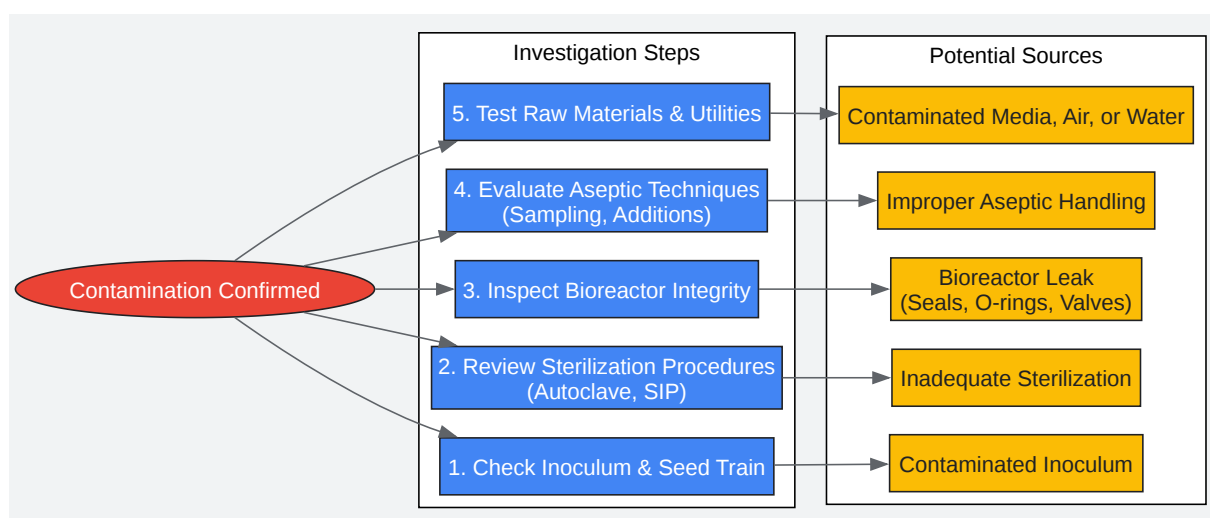 Investigation Steps
Potential Sources
5. Test Raw Materials & Utilities
Contaminated Media, Air, or Water
4. Evaluate Aseptic Techniques
(Sampling, Additions)
Improper Aseptic Handling
Contamination Confirmed
3. Inspect Bioreactor Integrity
Bioreactor Leak
(Seals, O-rings, Valves)
2. Review Sterilization Procedures
(Autoclave, SIP)
Inadequate Sterilization
1. Check Inoculum & Seed Train
Contaminated Inoculum